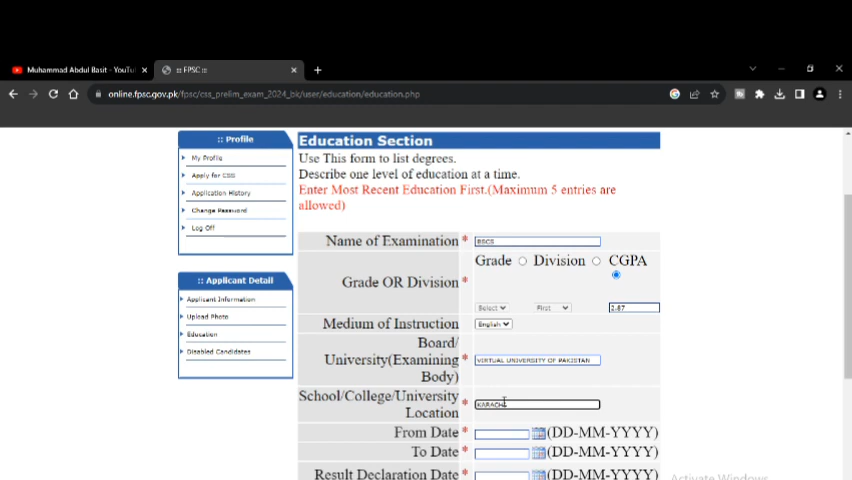 Muhammad Abdul Basit - YouTu
::: FPSC :::
online.fpsc.gov.pk/fpsc/css_prelim_exam_2024_bk/user/education/education.php
:: Profile
My Profile
Apply for CSS
Application History
Change Password
Log Off
:: Applicant Detail
Applicant Information
Upload Photo
Education
Disabled Candidates
Education Section
Use This form to list degrees.
Describe one level of education at a time.
Enter Most Recent Education First.(Maximum 5 entries are
allowed)
Name of Examination * BSCS
Grade OR Division * Grade Division CGPA
Select First 2.87
Medium of Instruction English
Board/
University(Examining
Body) * VIRTUAL UNIVERSITY OF PAKISTAN
School/College/University
Location * KARACHI
From Date * (DD-MM-YYYY)
To Date * (DD-MM-YYYY)
Result Declaration Date * (DD-MM-YYYY)
Activate Windows